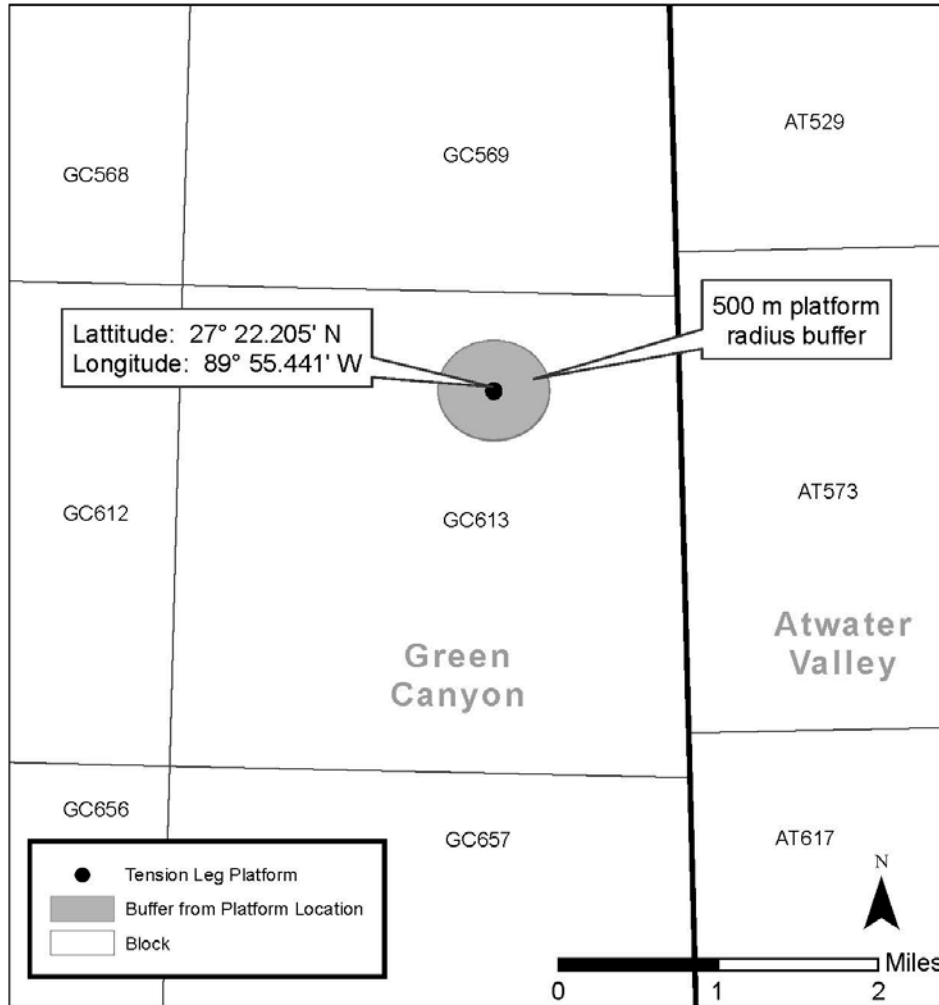 AT529
GC569
GC568
500 m platform
radius buffer
Lattitude: 27° 22.205' N
Longitude: 89° 55.441' W
AT573
GC612
GC613
Atwater
Valley
Green
Canyon
GC656
GC657
AT617
N
Tension Leg Platform
Buffer from Platform Location
Block
Miles
0 1 2